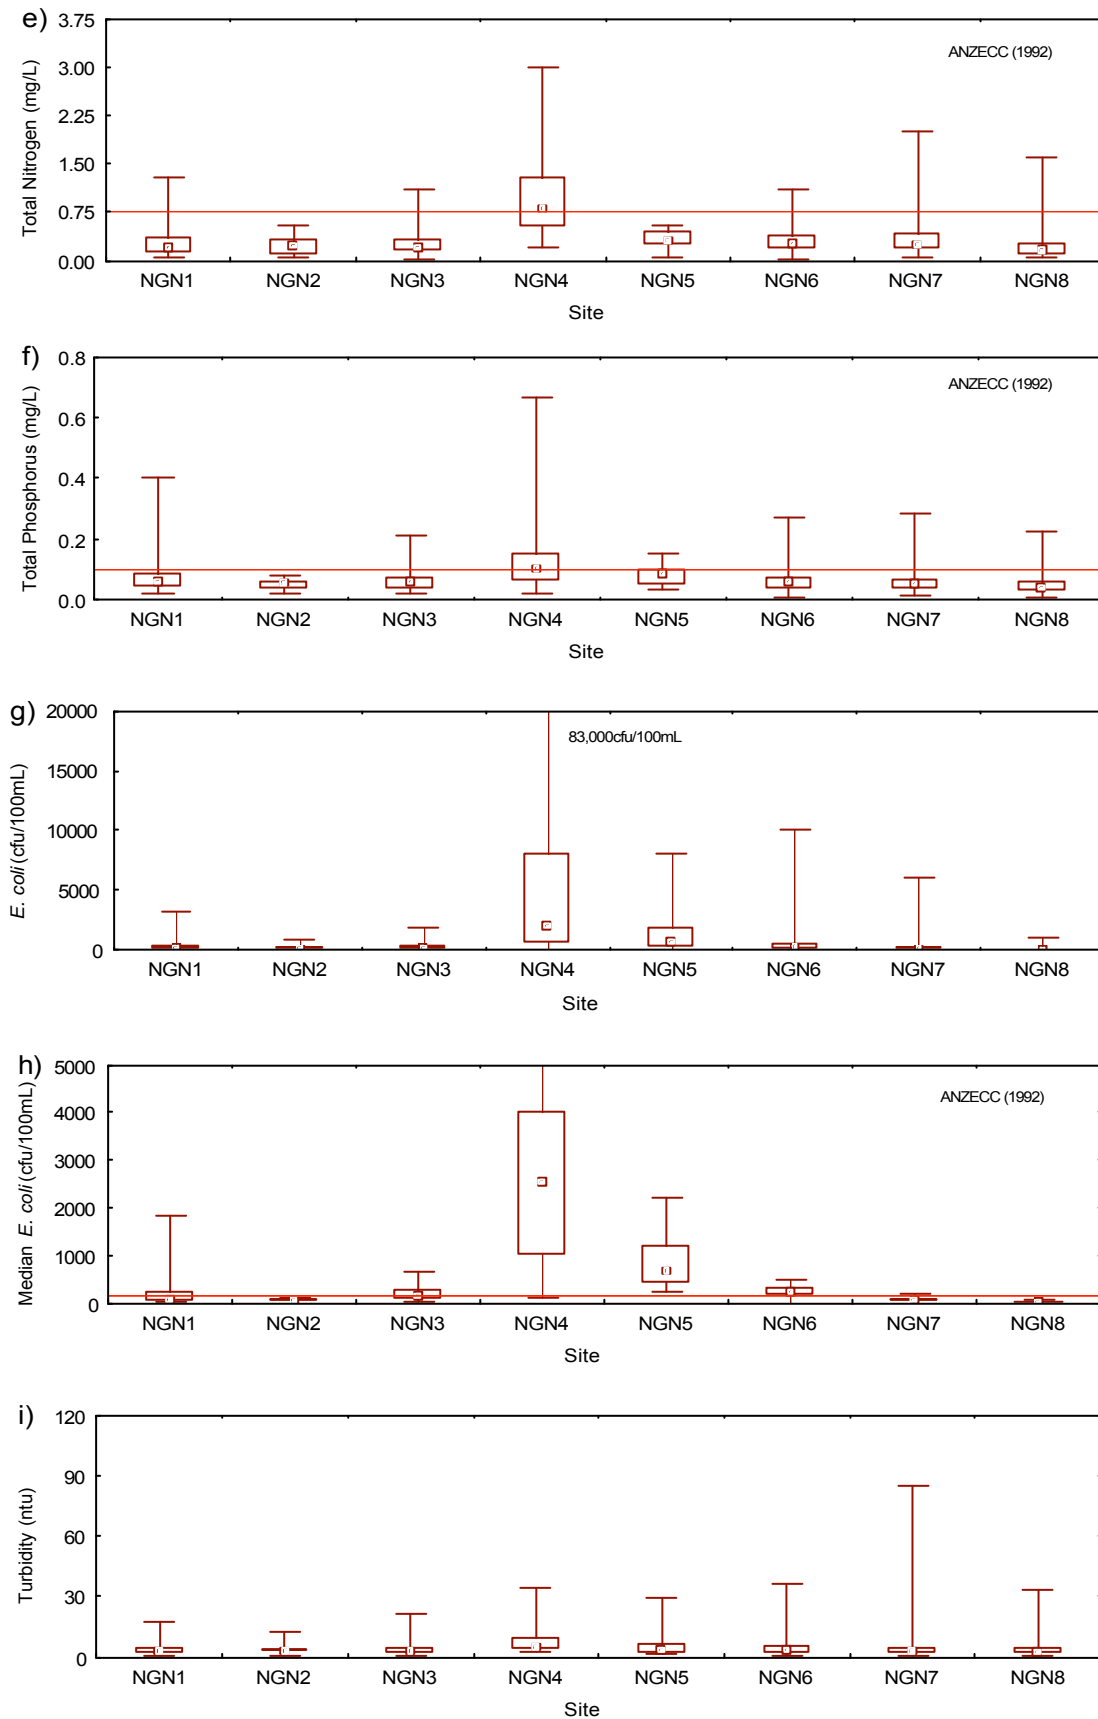 e)
Total Nitrogen (mg/L)
3.75
3.00
2.25
1.50
0.75
0.00
ANZECC (1992)
NGN1 NGN2 NGN3 NGN4 NGN5 NGN6 NGN7 NGN8
Site
f)
Total Phosphorus (mg/L)
0.8
0.6
0.4
0.2
0.0
ANZECC (1992)
NGN1 NGN2 NGN3 NGN4 NGN5 NGN6 NGN7 NGN8
Site
g)
E. coli (cfu/100mL)
20000
15000
10000
5000
0
83,000cfu/100mL
NGN1 NGN2 NGN3 NGN4 NGN5 NGN6 NGN7 NGN8
Site
h)
Median E. coli (cfu/100mL)
5000
4000
3000
2000
1000
0
ANZECC (1992)
NGN1 NGN2 NGN3 NGN4 NGN5 NGN6 NGN7 NGN8
Site
i)
Turbidity (ntu)
120
90
60
30
0
NGN1 NGN2 NGN3 NGN4 NGN5 NGN6 NGN7 NGN8
Site